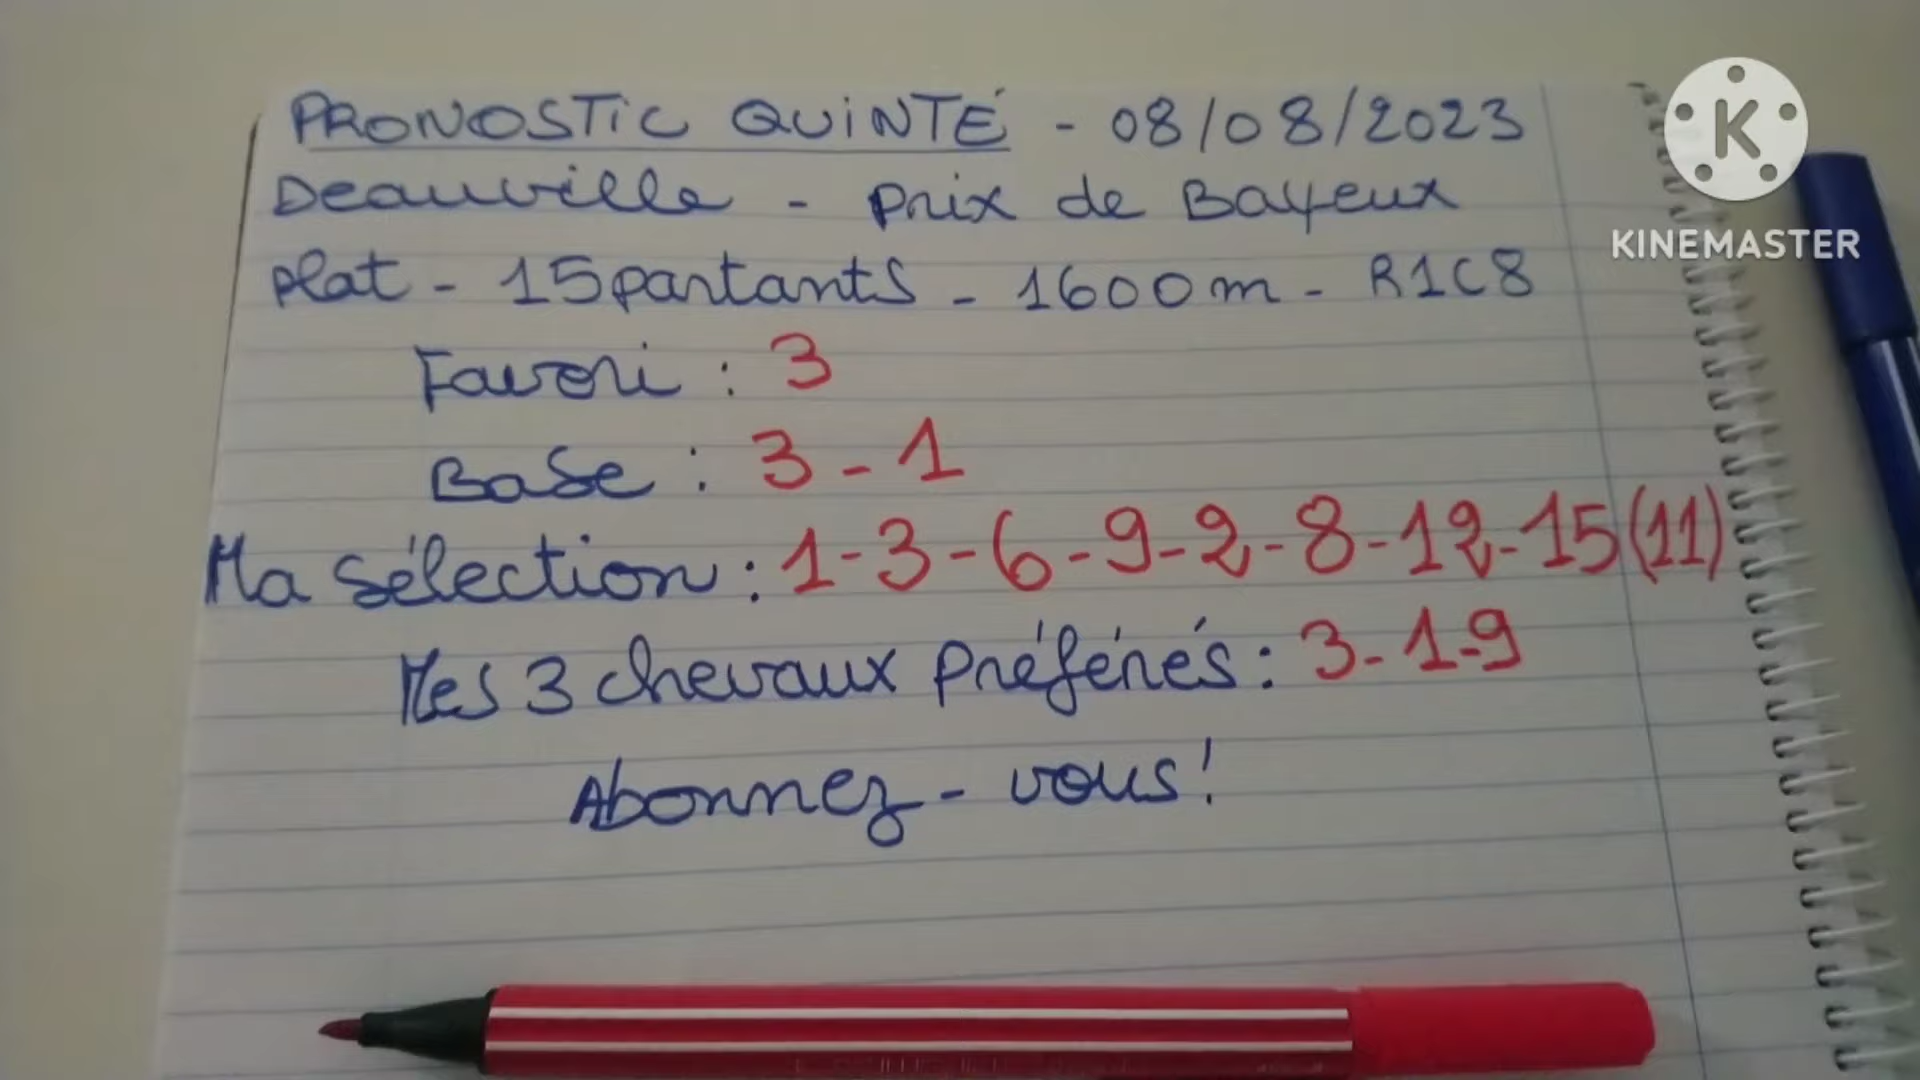 PRONOSTIC QUINTÉ - 08/08/2023
Deauville - Prix de Bayeux
Plat - 15 partants - 1600m - R1C8
Favori : 3
Base : 3 - 1
Ma Sélection : 1-3-6-9-2-8-12-15(11)
Mes 3 chevaux Préférés : 3-1-9
Abonnez-vous!
K
KINEMASTER